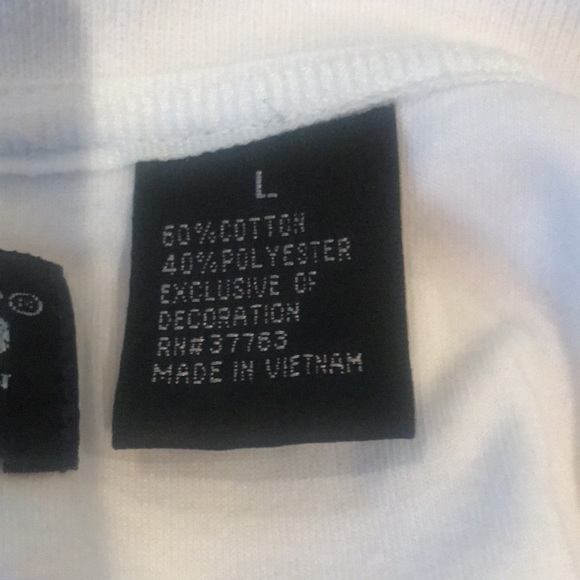 L
60%COTTON
40%POLYESTER
EXCLUSIVE OF
DECORATION
RN#37763
MADE IN VIETNAM
®